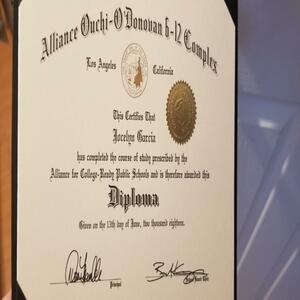 Alliance Ouchi-O'Donovan 6-12 Complex
Los Angeles California
This Certifies That
Jocelyn Garcia
has completed the course of study prescribed by the
Alliance for College-Ready Public Schools and is therefore awarded this
Diploma
Given on the 13th day of June, two thousand eighteen.
Principal